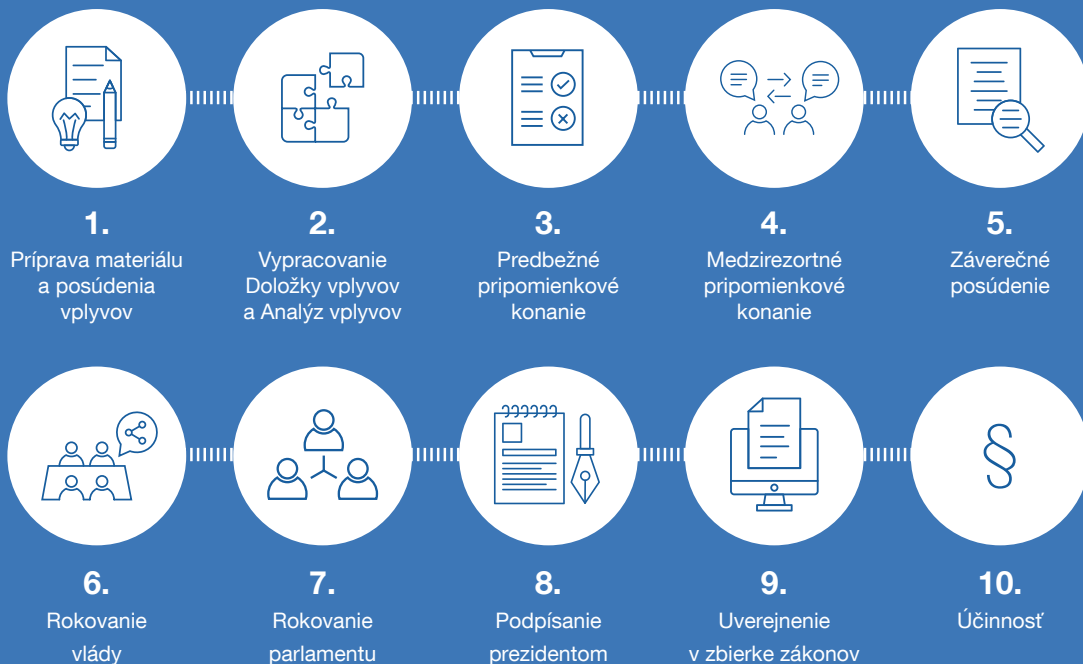 1.
Príprava materiálu
a posúdenia
vplyvov
2.
Vypracovanie
Doložky vplyvov
a Analýz vplyvov
3.
Predbežné
pripomienkové
konanie
4.
Medzirezortné
pripomienkové
konanie
5.
Záverečné
posúdenie
6.
Rokovanie
vlády
7.
Rokovanie
parlamentu
8.
Podpísanie
prezidentom
9.
Uverejnenie
v zbierke zákonov
§
10.
Účinnosť